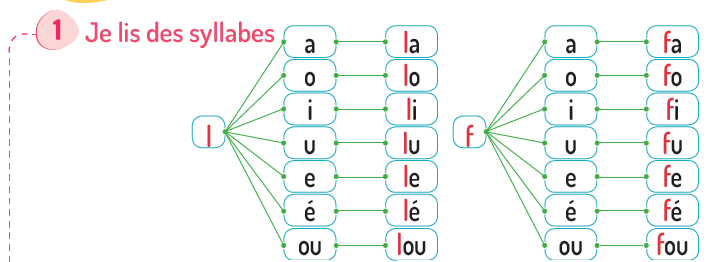 1 Je lis des syllabes
a la a fa
o lo o fo
i li i fi
l u lu f u fu
e le e fe
é lé é fé
ou lou ou fou